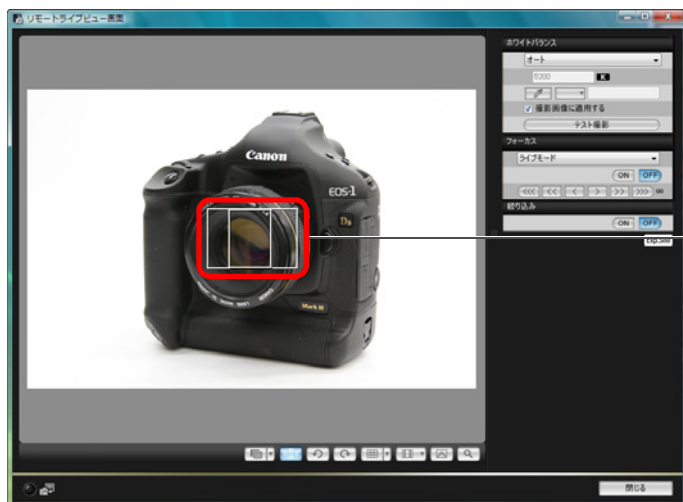 リモートライブビュー画面
ホワイトバランス
オート
5200
K
撮影画像に適用する
テスト撮影
フォーカス
ライブモード
ON OFF
<<< << < > >> >>> ∞
絞り込み
ON OFF
Exp.SIM
Canon
EOS-1
Ds
Mark III
閉じる